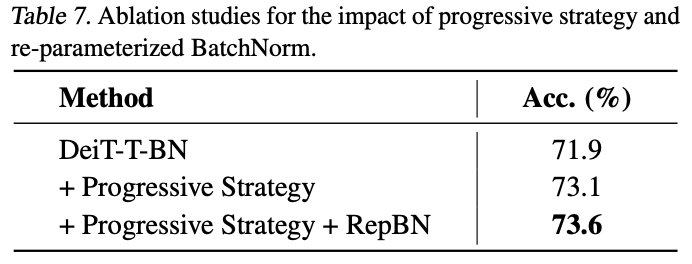 Table 7. Ablation studies for the impact of progressive strategy and
re-parameterized BatchNorm.
Method Acc. (%)
DeiT-T-BN 71.9
+ Progressive Strategy 73.1
+ Progressive Strategy + RepBN 73.6